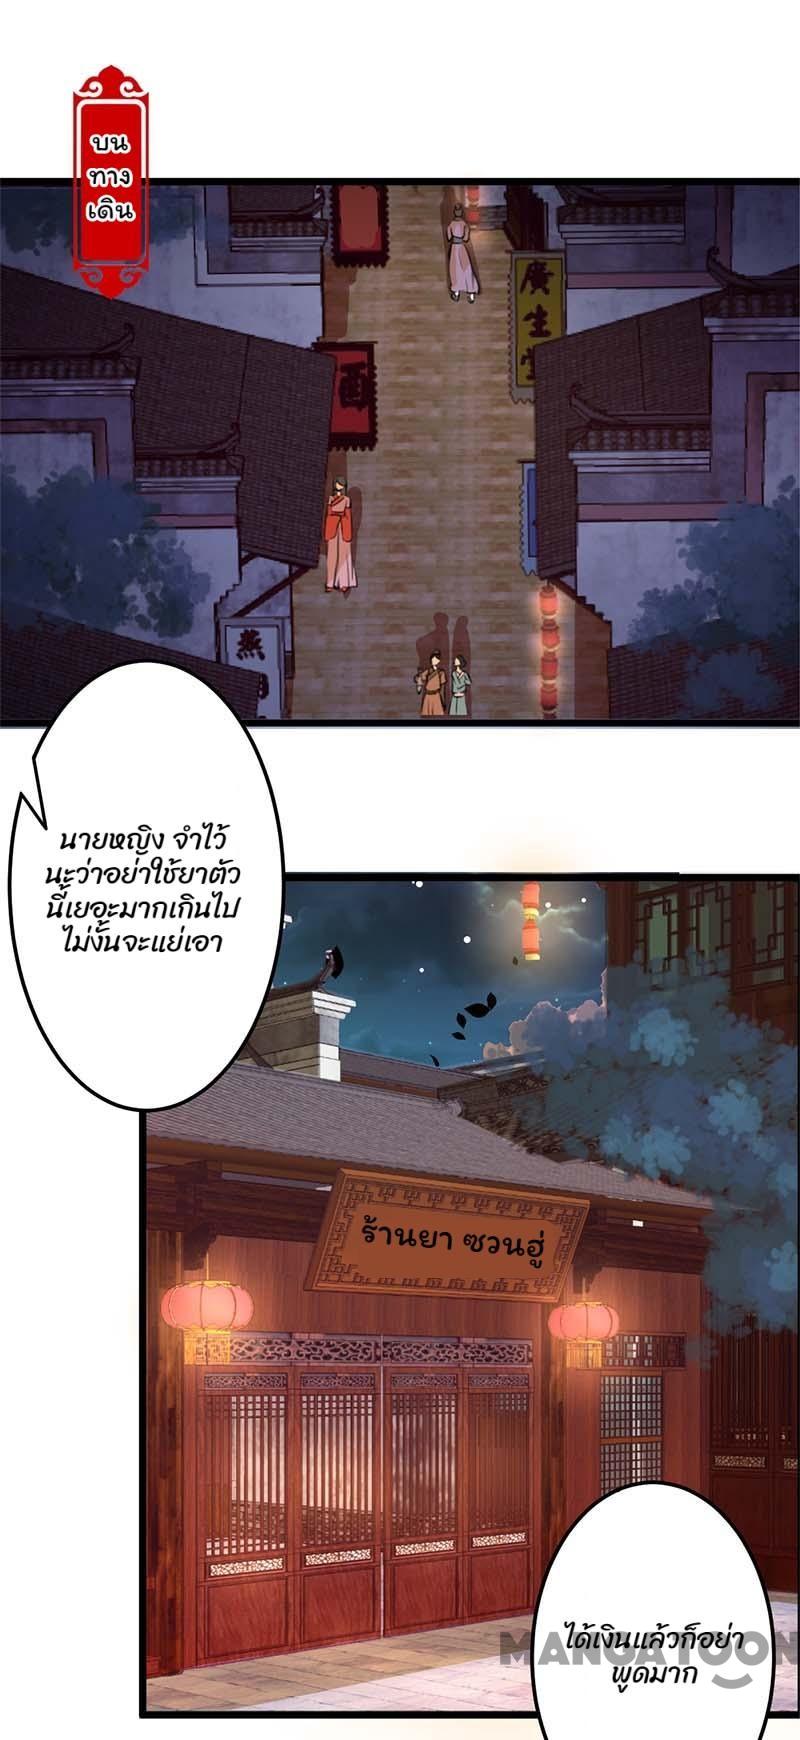 บน
ทาง
เดิน
廣生堂
酒
燕
นายหญิง จำไว้
นะว่าอย่าใช้ยาตัว
นี้เยอะมากเกินไป
ไม่งั้นจะแย่เอา
ร้านยา ซวนฮู่
ได้เงินแล้วก็อย่า
พูดมาก
MANGATOON